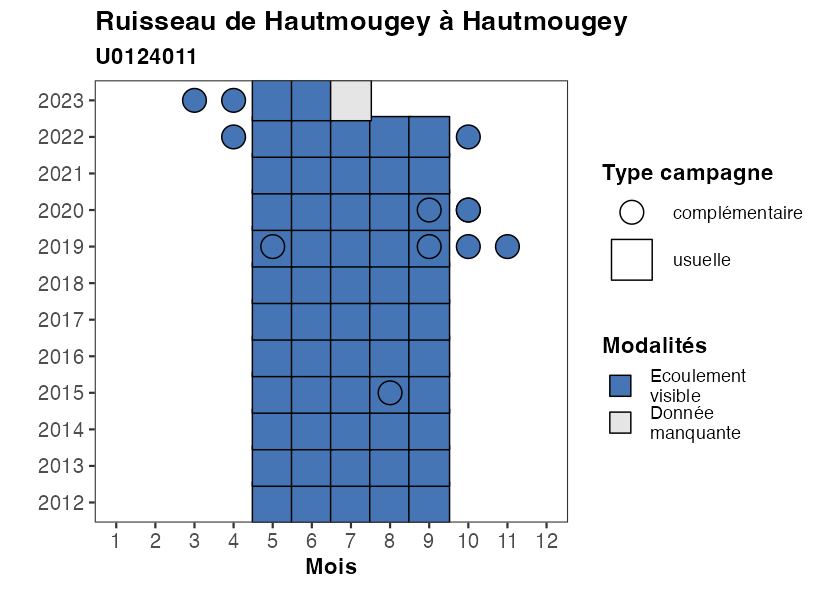 Ruisseau de Hautmougey à Hautmougey
U0124011
2023
2022
2021
2020
2019
2018
2017
2016
2015
2014
2013
2012
1 2 3 4 5 6 7 8 9 10 11 12
Mois
Type campagne
complémentaire
usuelle
Modalités
Ecoulement
visible
Donnée
manquante